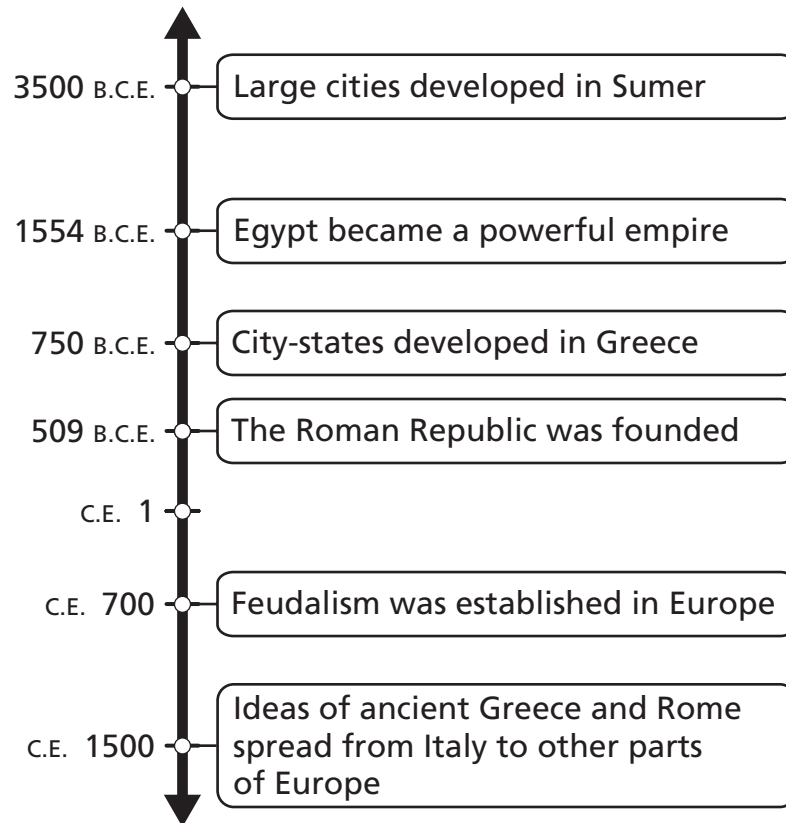 3500 B.C.E.
Large cities developed in Sumer
1554 B.C.E.
Egypt became a powerful empire
750 B.C.E.
City-states developed in Greece
509 B.C.E.
The Roman Republic was founded
C.E. 1
C.E. 700
Feudalism was established in Europe
C.E. 1500
Ideas of ancient Greece and Rome
spread from Italy to other parts
of Europe